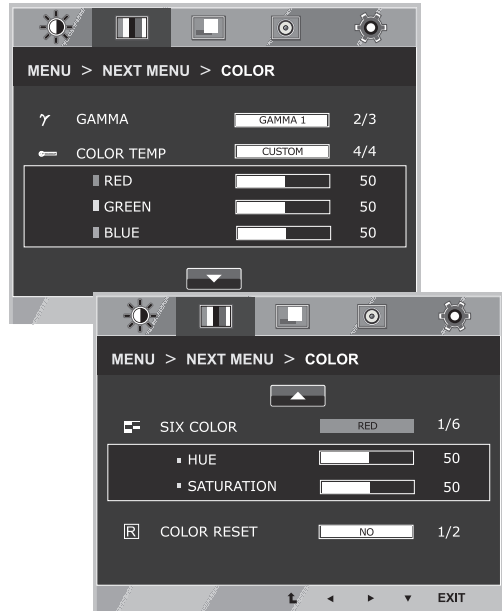 MENU > NEXT MENU > COLOR
γ GAMMA GAMMA 1 2/3
COLOR TEMP CUSTOM 4/4
RED 50
GREEN 50
BLUE 50
MENU > NEXT MENU > COLOR
SIX COLOR RED 1/6
HUE 50
SATURATION 50
R COLOR RESET NO 1/2
EXIT